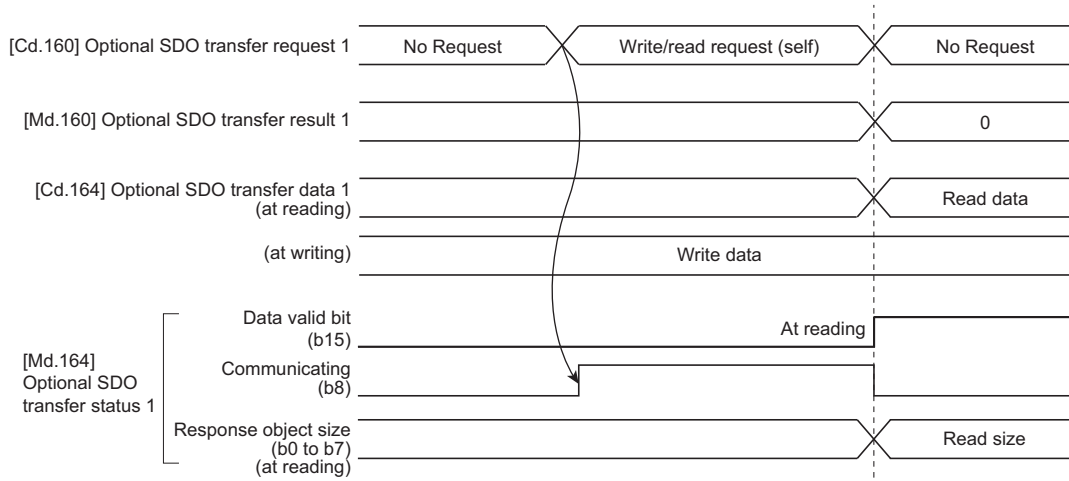 [Cd.160] Optional SDO transfer request 1
No Request
Write/read request (self)
No Request
[Md.160] Optional SDO transfer result 1
0
[Cd.164] Optional SDO transfer data 1
(at reading)
Read data
(at writing)
Write data
[Md.164]
Optional SDO
transfer status 1
Data valid bit
(b15)
At reading
Communicating
(b8)
Response object size
(b0 to b7)
(at reading)
Read size